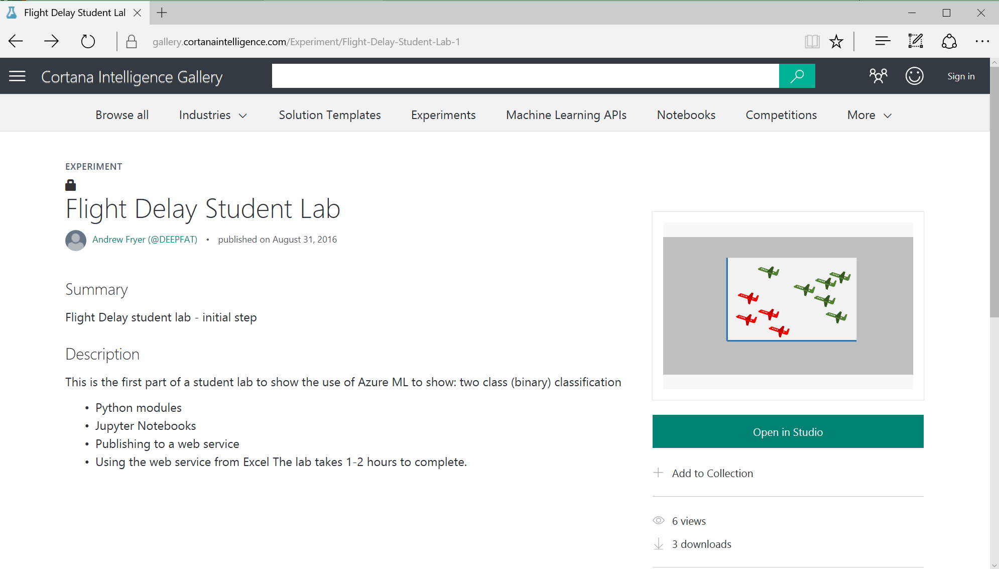 Flight Delay Student Lal
gallery.cortanaintelligence.com/Experiment/Flight-Delay-Student-Lab-1
Cortana Intelligence Gallery
Sign in
Browse all Industries Solution Templates Experiments Machine Learning APIs Notebooks Competitions More
EXPERIMENT
Flight Delay Student Lab
Andrew Fryer (@DEEPFAT) • published on August 31, 2016
Summary
Flight Delay student lab - initial step
Description
This is the first part of a student lab to show the use of Azure ML to show: two class (binary) classification
• Python modules
• Jupyter Notebooks
• Publishing to a web service
• Using the web service from Excel The lab takes 1-2 hours to complete.
Open in Studio
Add to Collection
6 views
3 downloads